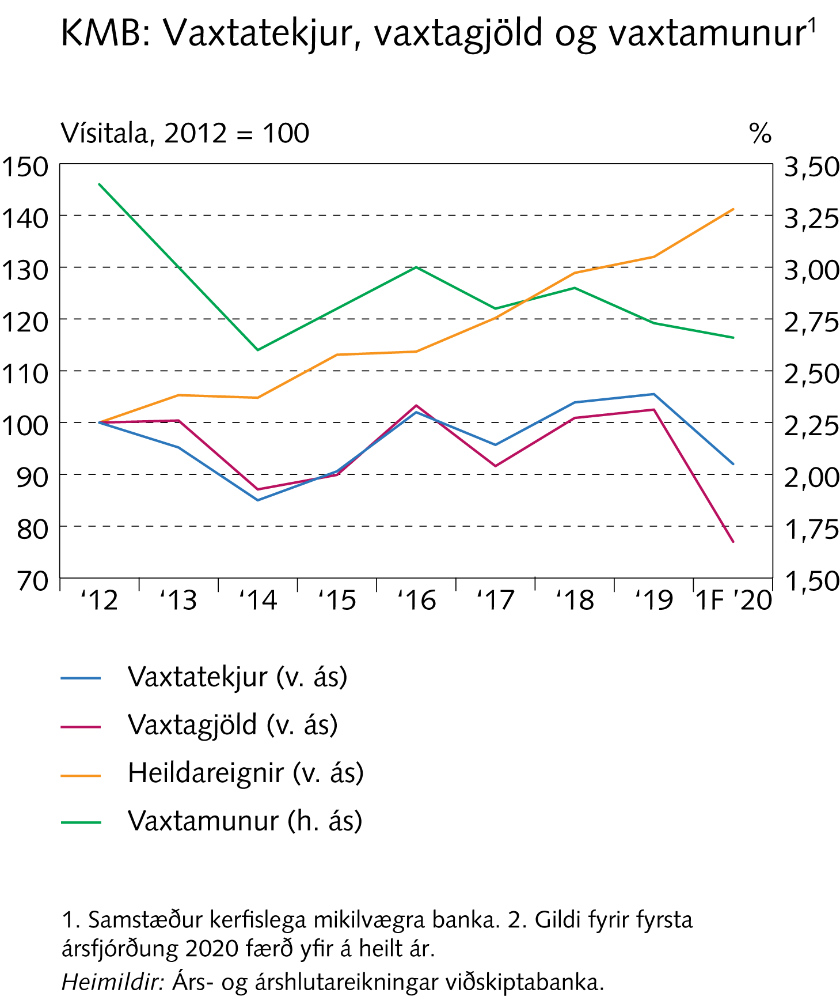 KMB: Vaxtatekjur, vaxtagjöld og vaxtamunur¹
Vísitala, 2012 = 100 %
150 3,50
140 3,25
130 3,00
120 2,75
110 2,50
100 2,25
90 2,00
80 1,75
70 1,50
‘12 ‘13 ‘14 ‘15 ‘16 ‘17 ‘18 ‘19 1F ’20
Vaxtatekjur (v. ás)
Vaxtagjöld (v. ás)
Heildareignir (v. ás)
Vaxtamunur (h. ás)
1. Samstæður kerfislega mikilvægra banka. 2. Gildi fyrir fyrsta
ársfjórðung 2020 færð yfir á heilt ár.
Heimildir: Árs- og árshlutareikningar viðskiptabanka.